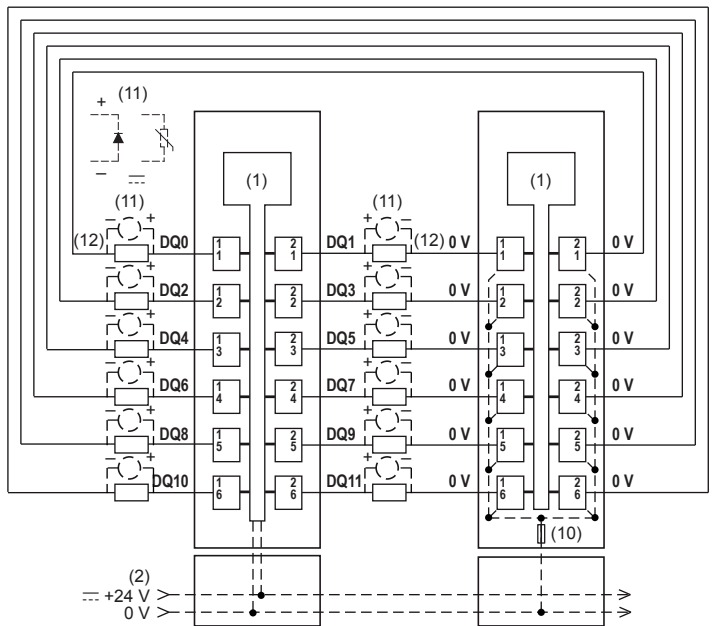 (11)
+
−
(1)
(1)
(11)
(11)
− +
+ −
(12) DQ0 1 1 2 1 DQ1 (12) 0 V 1 1 2 1 0 V
− +
+ −
DQ2 1 2 2 2 DQ3 0 V 1 2 2 2 0 V
− +
+ −
DQ4 1 3 2 3 DQ5 0 V 1 3 2 3 0 V
− +
+ −
DQ6 1 4 2 4 DQ7 0 V 1 4 2 4 0 V
− +
+ −
DQ8 1 5 2 5 DQ9 0 V 1 5 2 5 0 V
− +
+ −
DQ10 1 6 2 6 DQ11 0 V 1 6 2 6 0 V
(10)
(2)
+24 V
0 V